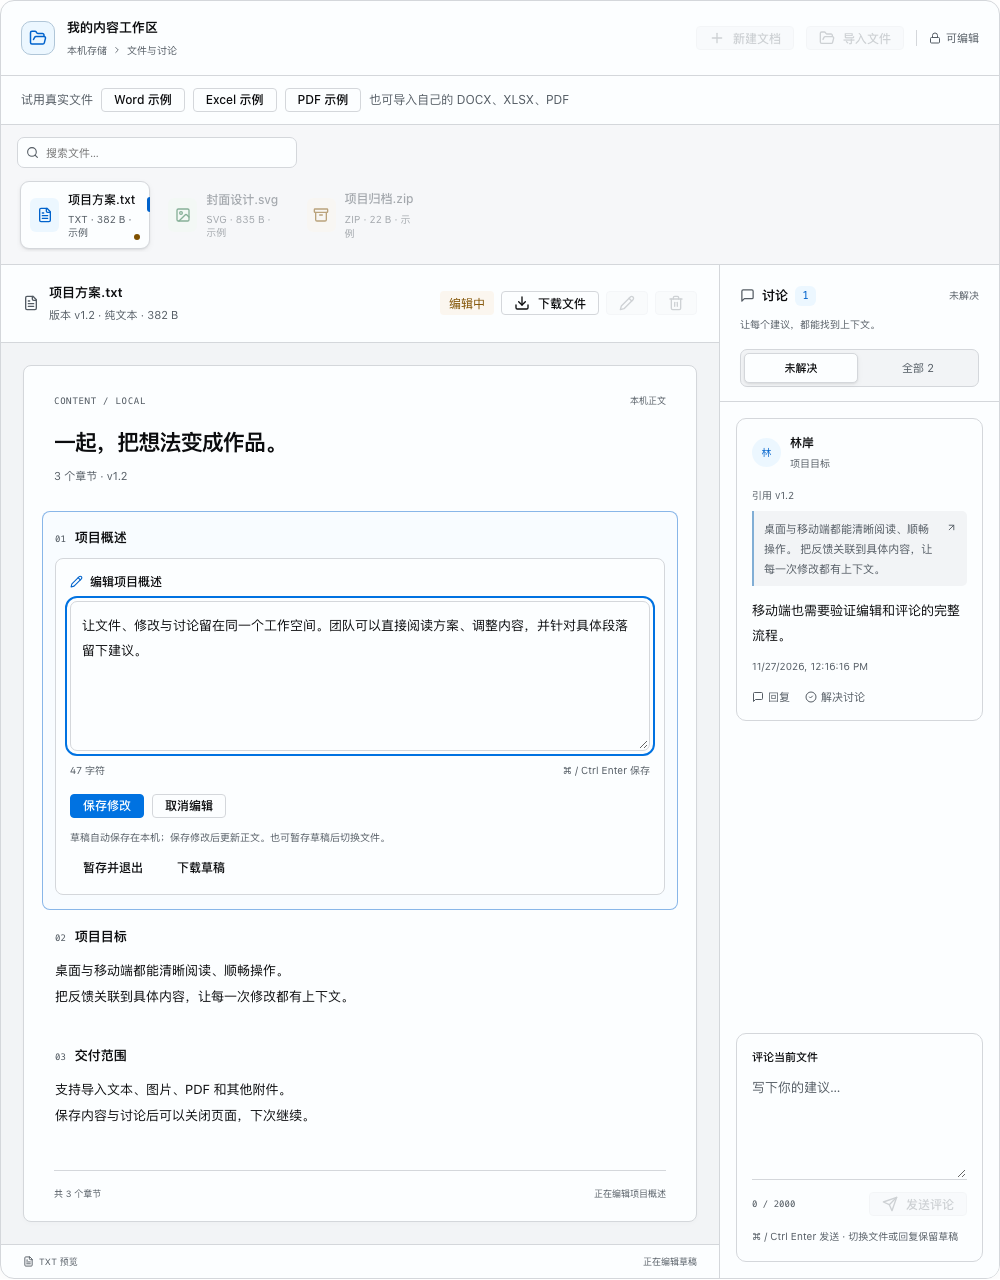 我的内容工作区
本机存储 > 文件与讨论
新建文档
导入文件
可编辑
试用真实文件
Word 示例
Excel 示例
PDF 示例
也可导入自己的 DOCX、XLSX、PDF
搜索文件...
项目方案.txt
TXT · 382 B ·
示例
封面设计.svg
SVG · 835 B ·
示例
项目归档.zip
ZIP · 22 B · 示
例
项目方案.txt
版本 v1.2 · 纯文本 · 382 B
编辑中
下载文件
CONTENT / LOCAL
本机正文
一起，把想法变成作品。
3 个章节 · v1.2
01 项目概述
编辑项目概述
让文件、修改与讨论留在同一个工作空间。团队可以直接阅读方案、调整内容，并针对具体段落
留下建议。
47 字符
⌘ / Ctrl Enter 保存
保存修改
取消编辑
草稿自动保存在本机；保存修改后更新正文。也可暂存草稿后切换文件。
暂存并退出
下载草稿
02 项目目标
桌面与移动端都能清晰阅读、顺畅操作。
把反馈关联到具体内容，让每一次修改都有上下文。
03 交付范围
支持导入文本、图片、PDF 和其他附件。
保存内容与讨论后可以关闭页面，下次继续。
共 3 个章节
正在编辑项目概述
TXT 预览
正在编辑草稿
讨论 1
未解决
让每个建议，都能找到上下文。
未解决
全部 2
林
林岸
项目目标
引用 v1.2
桌面与移动端都能清晰阅读、顺畅
操作。 把反馈关联到具体内容，让
每一次修改都有上下文。
移动端也需要验证编辑和评论的完整
流程。
11/27/2026, 12:16:16 PM
回复
解决讨论
评论当前文件
写下你的建议...
0 / 2000
发送评论
⌘ / Ctrl Enter 发送 · 切换文件或回复保留草稿